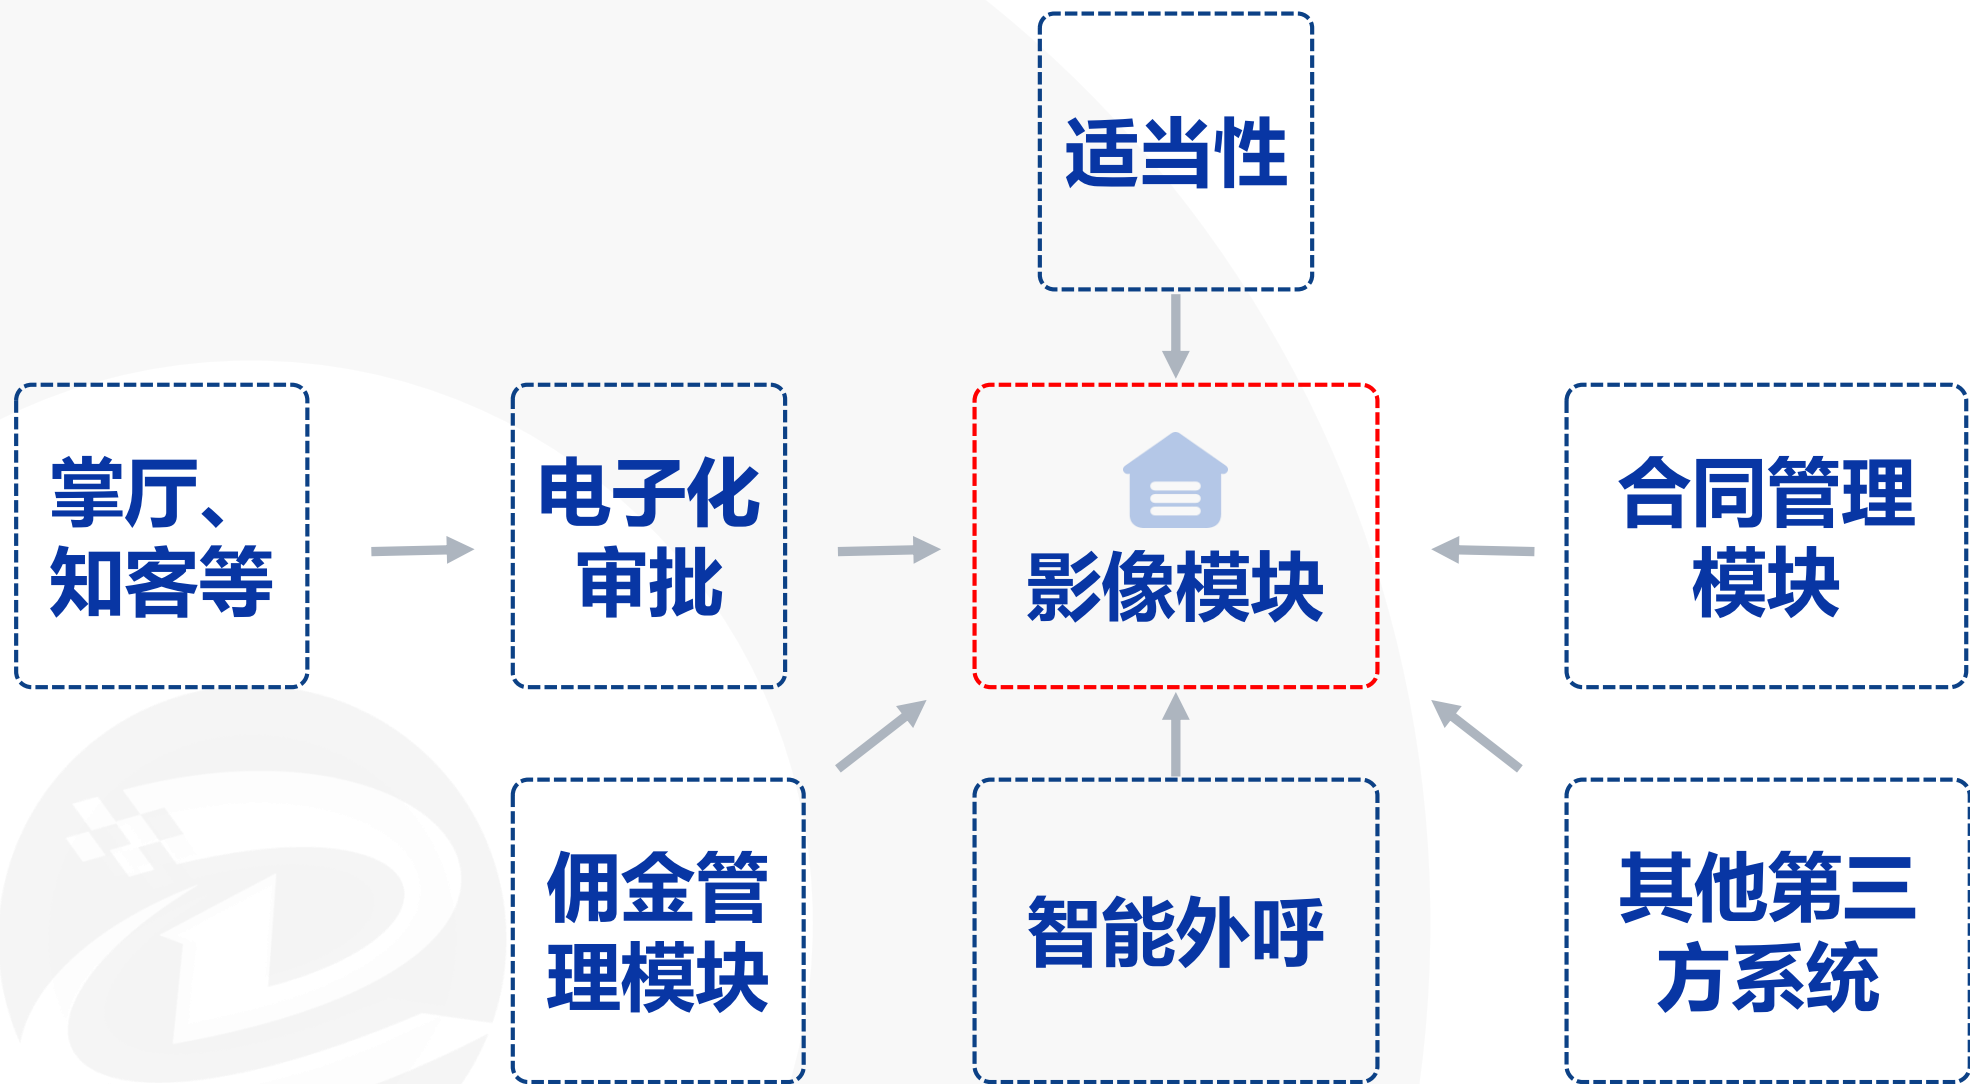 适当性
掌厅、
知客等
电子化
审批
影像模块
合同管理
模块
佣金管
理模块
智能外呼
其他第三
方系统